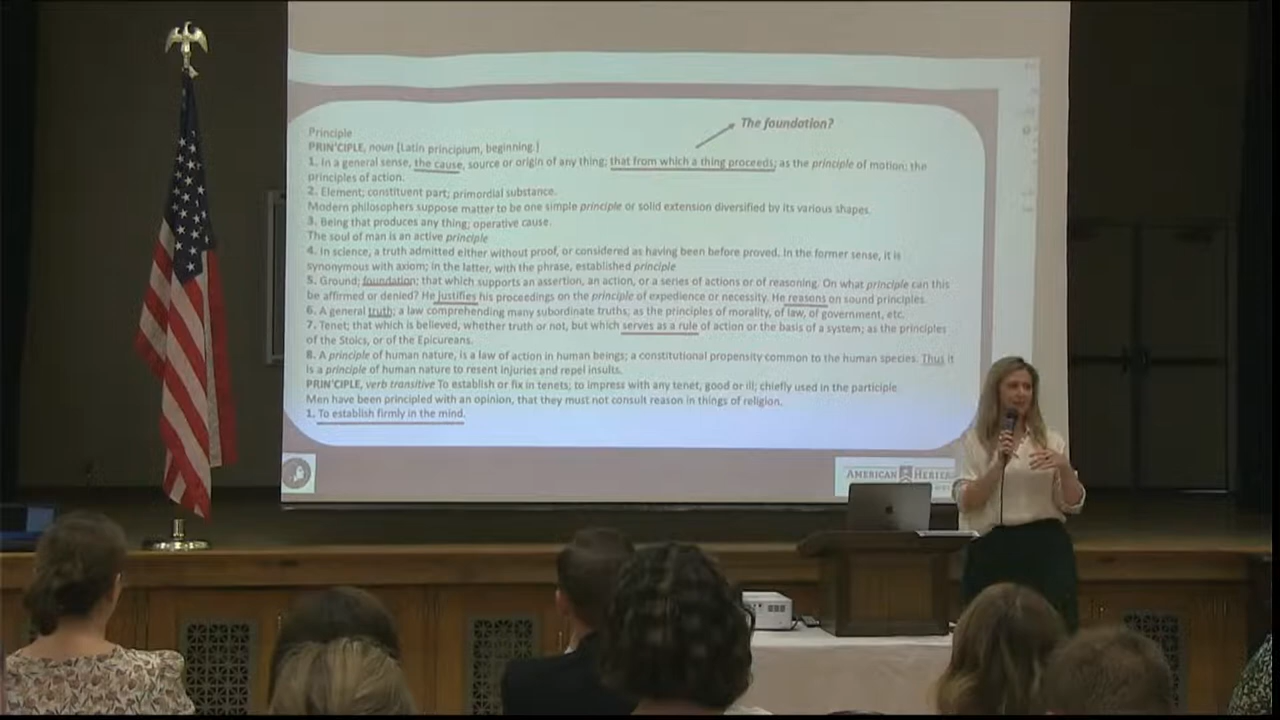 The foundation?
Principle
PRIN'CIPLE, noun [Latin principium, beginning.]
1. In a general sense, the cause, source or origin of any thing; that from which a thing proceeds; as the principle of motion; the
principles of action.
2. Element; constituent part; primordial substance.
Modern philosophers suppose matter to be one simple principle or solid extension diversified by its various shapes.
3. Being that produces any thing; operative cause.
The soul of man is an active principle
4. In science, a truth admitted either without proof, or considered as having been before proved. In the former sense, it is
synonymous with axiom; in the latter, with the phrase, established principle
5. Ground; foundation; that which supports an assertion, an action, or a series of actions or of reasoning. On what principle can this
be affirmed or denied? He justifies his proceedings on the principle of expedience or necessity. He reasons on sound principles.
6. A general truth; a law comprehending many subordinate truths; as the principles of morality, of law, of government, etc.
7. Tenet; that which is believed, whether truth or not, but which serves as a rule of action or the basis of a system; as the principles
of the Stoics, or of the Epicureans.
8. A principle of human nature, is a law of action in human beings; a constitutional propensity common to the human species. Thus it
is a principle of human nature to resent injuries and repel insults.
PRIN'CIPLE, verb transitive To establish or fix in tenets; to impress with any tenet, good or ill; chiefly used in the participle
Men have been principled with an opinion, that they must not consult reason in things of religion.
1. To establish firmly in the mind.
AMERICAN